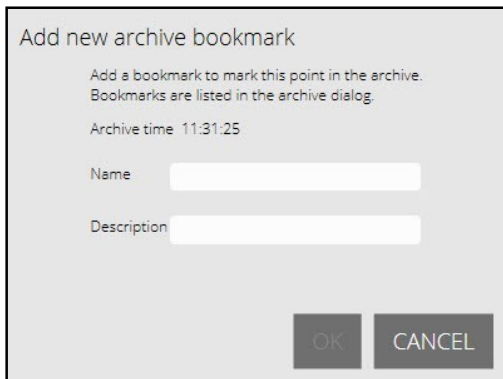 Add new archive bookmark
Add a bookmark to mark this point in the archive.
Bookmarks are listed in the archive dialog.
Archive time 11:31:25
Name
Description
OK CANCEL